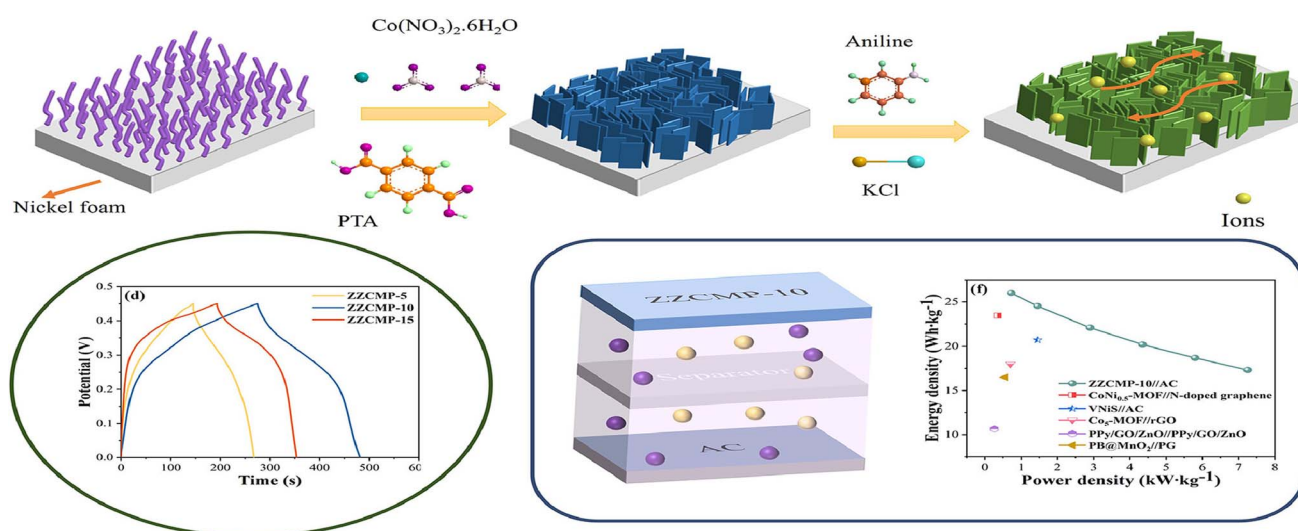 Co(NO3)2.6H2O
Aniline
Nickel foam
PTA
KCl
Ions
(d)
ZZCMP-5
ZZCMP-10
ZZCMP-15
0.5
0.4
0.3
0.2
0.1
0.0
Potential (V)
0 100 200 300 400 500 600
Time (s)
ZZCMP-10
Separator
AC
(f)
25
20
15
10
Energy density (Wh·kg-1)
ZZCMP-10//AC
CoNi0.5-MOF//N-doped graphene
VNiS//AC
Co5-MOF//rGO
PPy/GO/ZnO//PPy/GO/ZnO
PB@MnO2//PG
0 1 2 3 4 5 6 7 8
Power density (kW·kg-1)